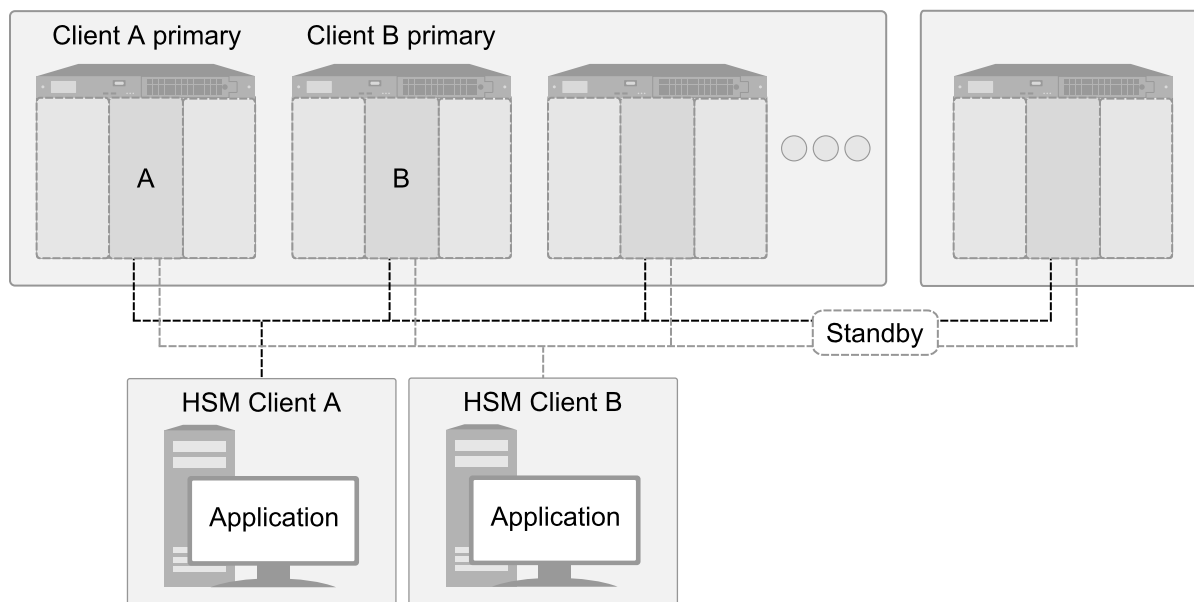 Client A primary
Client B primary
A
B
Standby
HSM Client A
HSM Client B
Application
Application